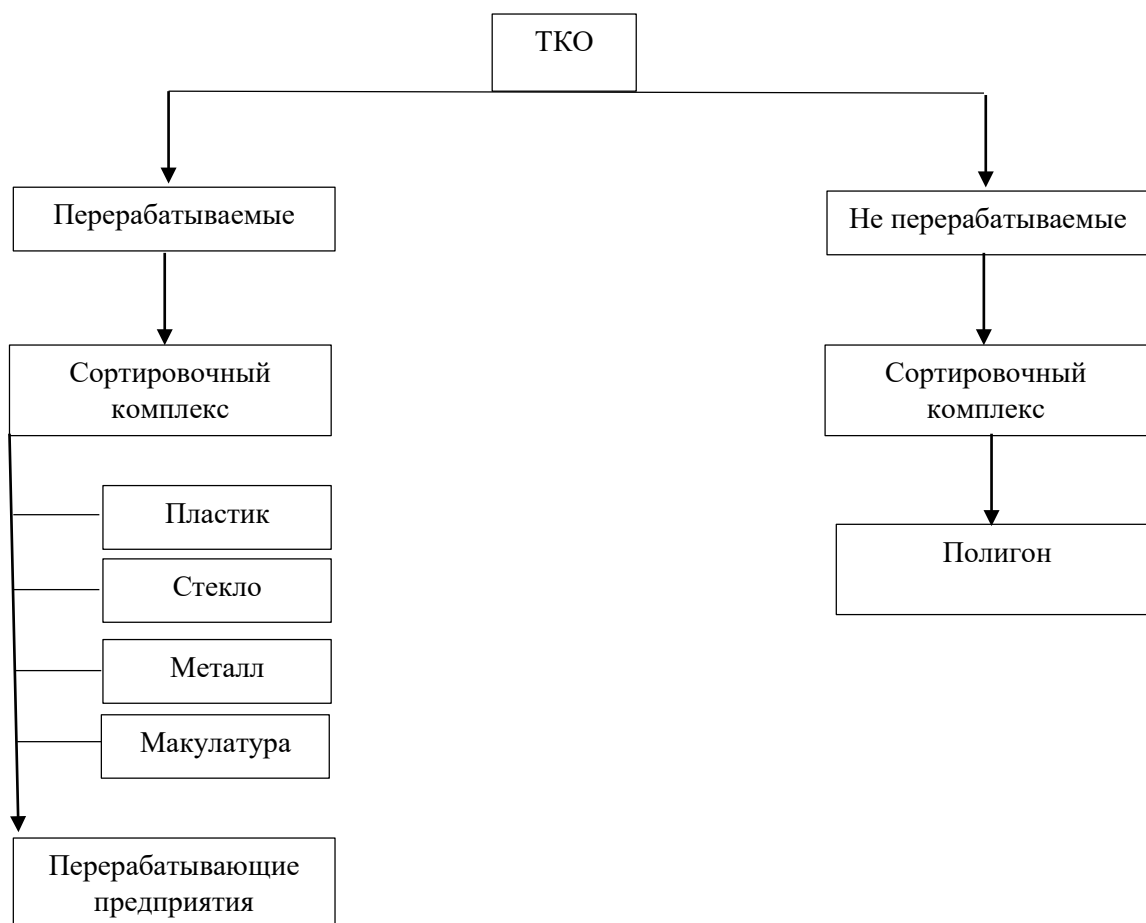 ТКО
Перерабатываемые
Не перерабатываемые
Сортировочный
комплекс
Сортировочный
комплекс
Пластик
Полигон
Стекло
Металл
Макулатура
Перерабатывающие
предприятия